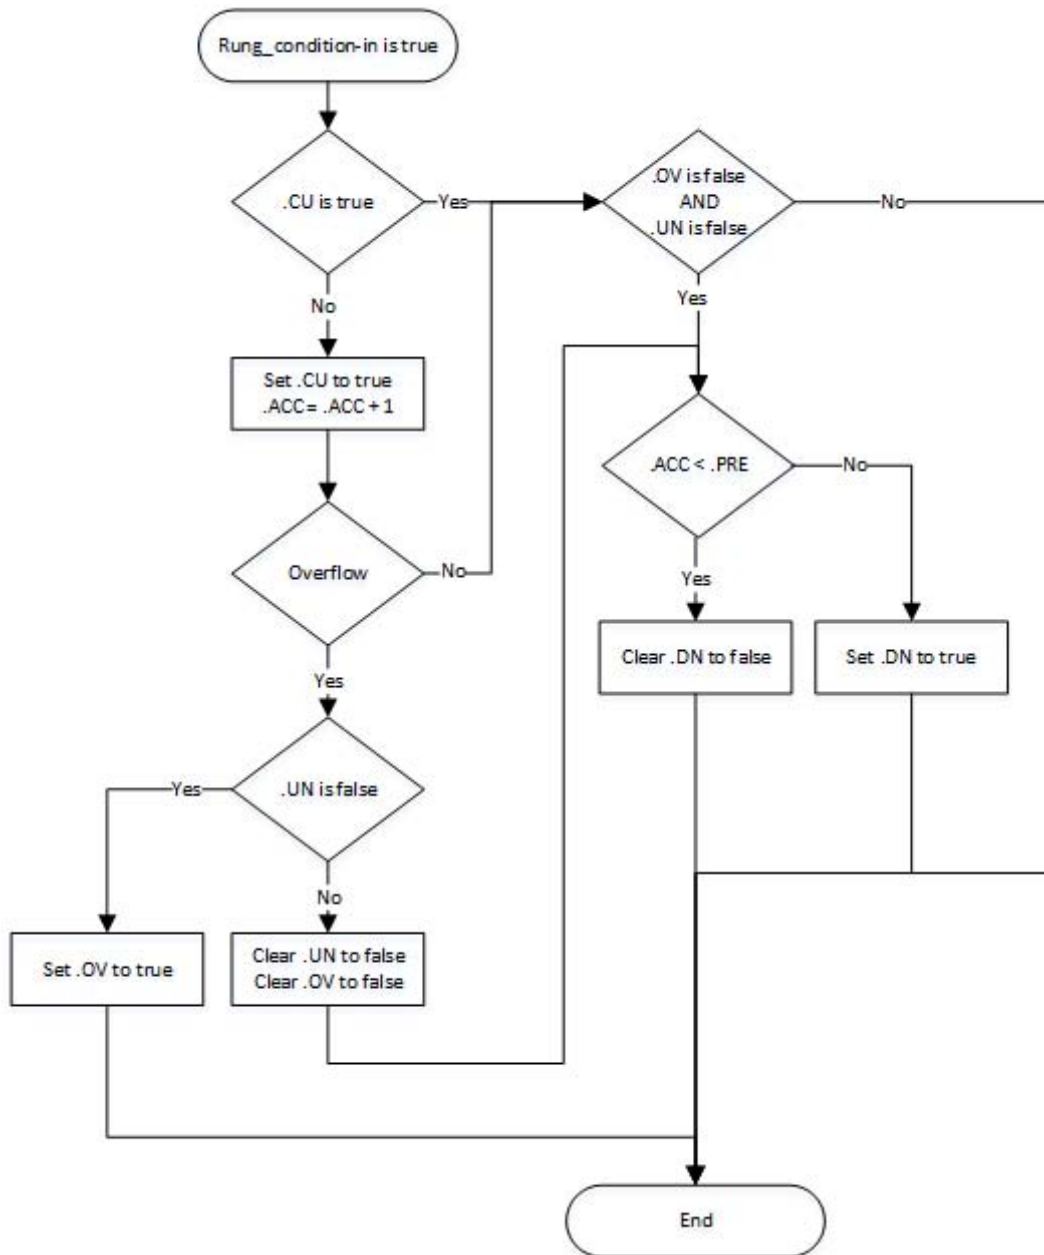 Rung_condition-in is true
.CU is true
Yes
.OV is false
AND
.UN is false
No
No
Yes
Set .CU to true
.ACC = .ACC + 1
.ACC < .PRE
No
Overflow
No
Yes
Clear .DN to false
Set .DN to true
Yes
.UN is false
Yes
No
Set .OV to true
Clear .UN to false
Clear .OV to false
End